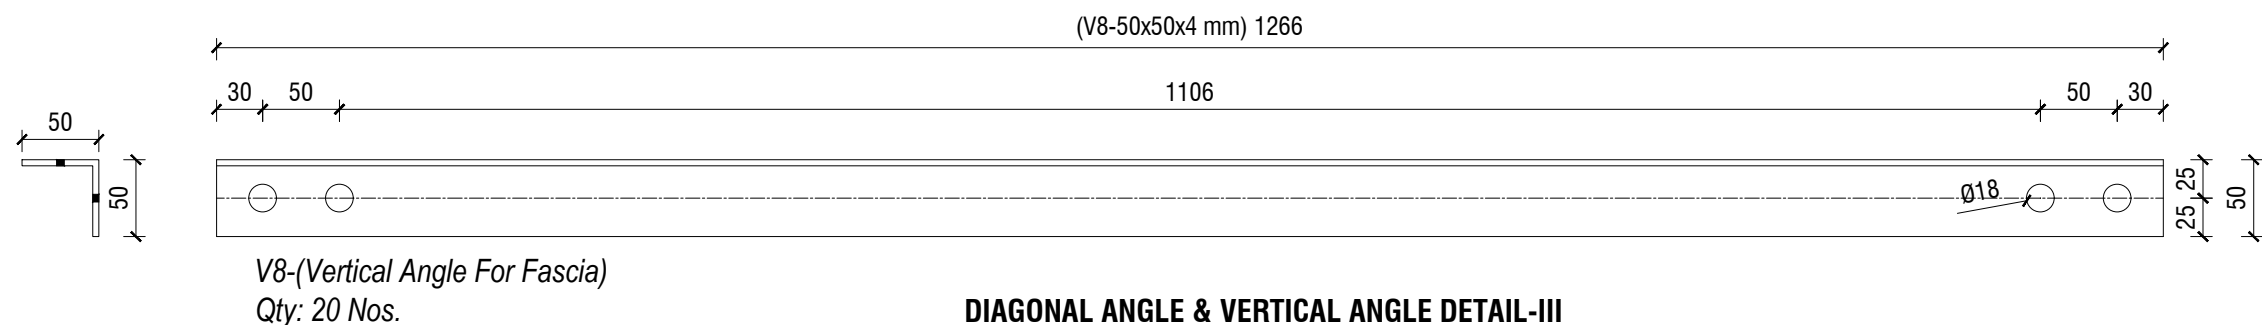 (V8-50x50x4 mm) 1266
30 50 1106 50 30
50
50
Ø18
25
25
50
V8-(Vertical Angle For Fascia)
Qty: 20 Nos.
DIAGONAL ANGLE & VERTICAL ANGLE DETAIL-III